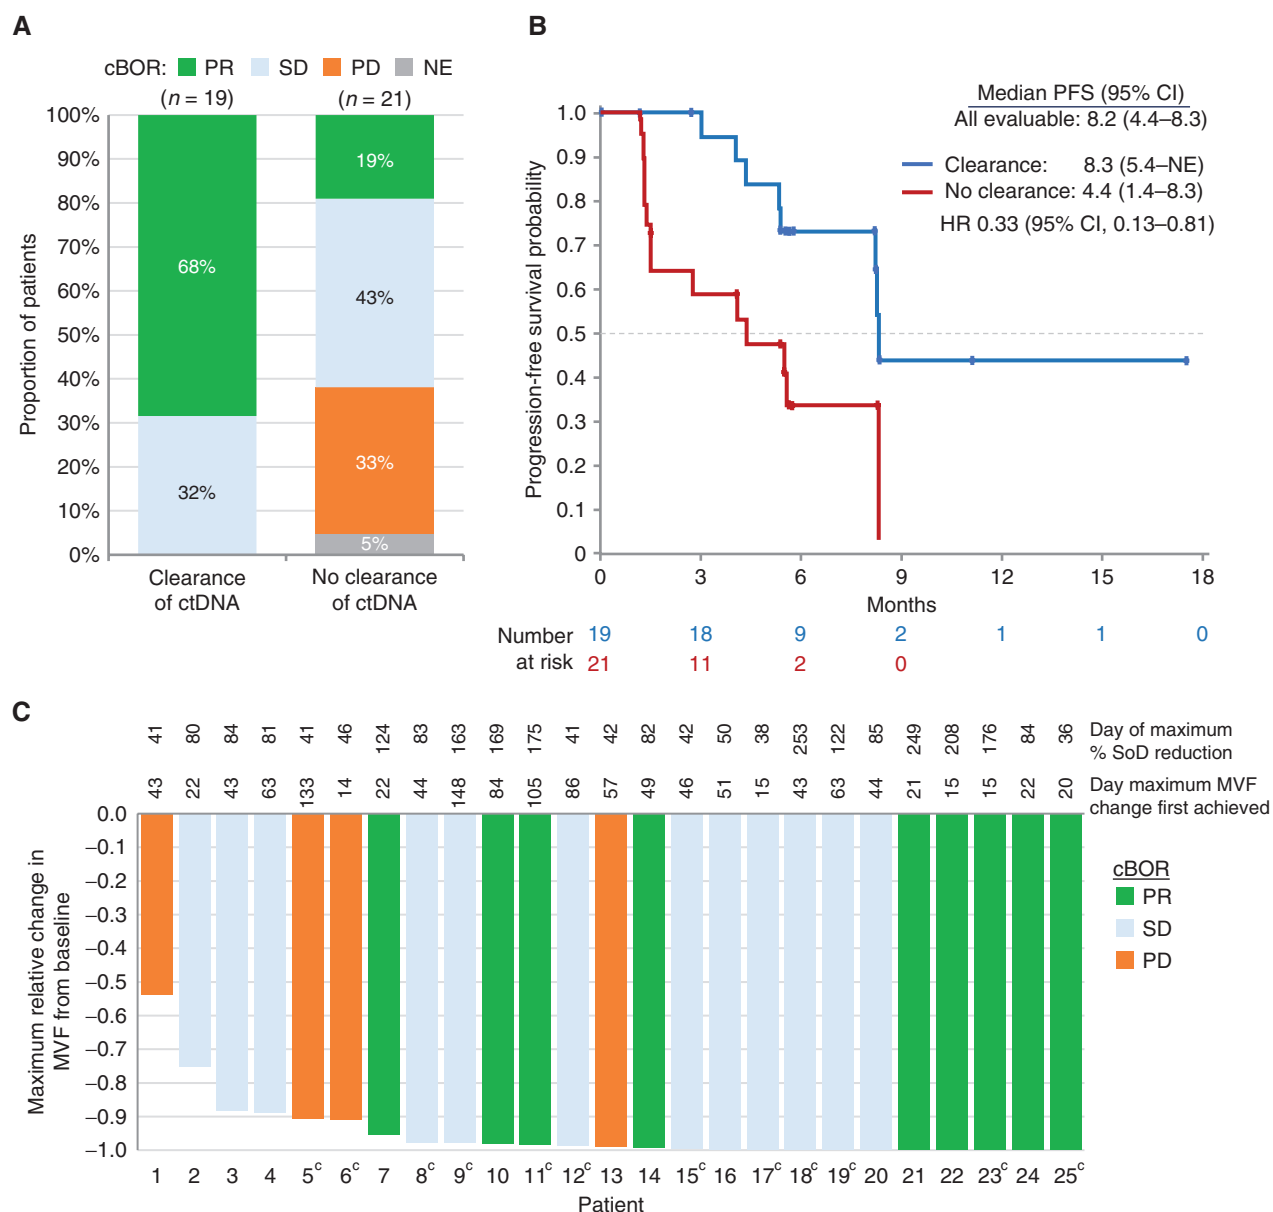 A
cBOR: PR SD PD NE
(n = 19) (n = 21)
Proportion of patients
100%
90%
80%
70%
60%
50%
40%
30%
20%
10%
0%
68%
32%
19%
43%
33%
5%
Clearance of ctDNA
No clearance of ctDNA
B
Progression-free survival probability
1.0
0.9
0.8
0.7
0.6
0.5
0.4
0.3
0.2
0.1
0
Median PFS (95% CI)
All evaluable: 8.2 (4.4–8.3)
Clearance: 8.3 (5.4–NE)
No clearance: 4.4 (1.4–8.3)
HR 0.33 (95% CI, 0.13–0.81)
0 3 6 9 12 15 18
Months
Number at risk
19 18 9 2 1 1 0
21 11 2 0
C
41 80 84 81 41 46 124 83 163 169 175 41 42 82 42 50 38 253 122 85 249 208 176 84 36
Day of maximum % SoD reduction
43 22 43 63 133 14 22 44 148 84 105 86 57 49 46 51 15 43 63 44 21 15 15 22 20
Day maximum MVF change first achieved
Maximum relative change in MVF from baseline
0.0
–0.1
–0.2
–0.3
–0.4
–0.5
–0.6
–0.7
–0.8
–0.9
–1.0
cBOR
PR
SD
PD
1 2 3 4 5c 6c 7 8c 9c 10 11c 12c 13 14 15c 16 17c 18c 19c 20 21 22 23c 24 25c
Patient